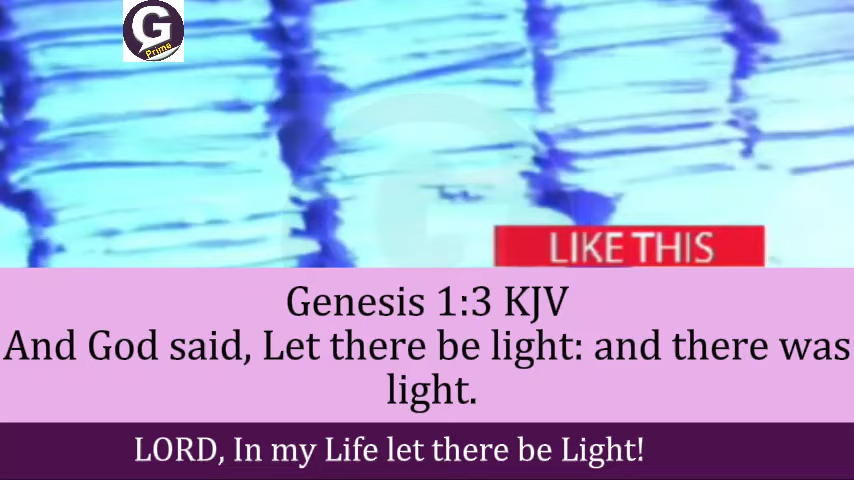 G
Prime
LIKE THIS
Genesis 1:3 KJV
And God said, Let there be light: and there was
light.
LORD, In my Life let there be Light!